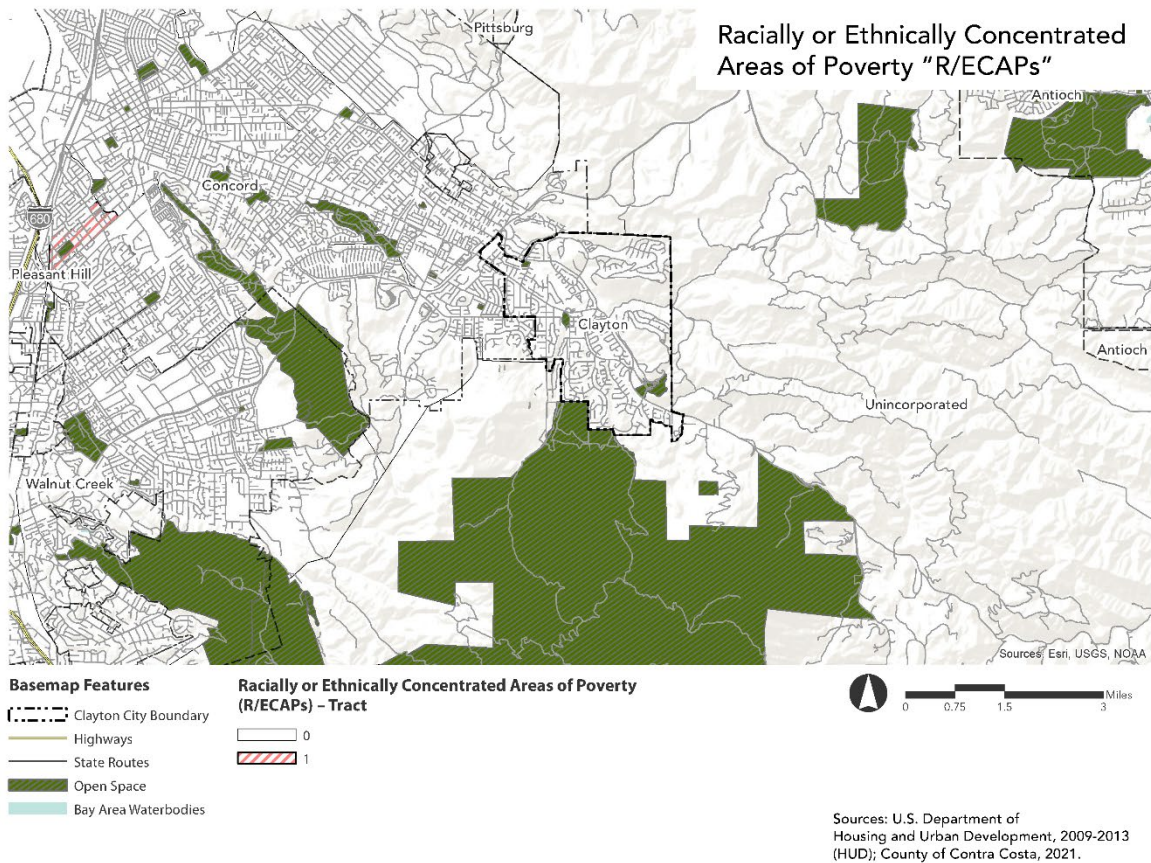 Racially or Ethnically Concentrated
Areas of Poverty "R/ECAPs"
Pittsburg
Antioch
Concord
680
Pleasant Hill
Clayton
Antioch
Unincorporated
Walnut Creek
Sources: Esri, USGS, NOAA
Basemap Features
Clayton City Boundary
Highways
State Routes
Open Space
Bay Area Waterbodies
Racially or Ethnically Concentrated Areas of Poverty
(R/ECAPs) – Tract
0
1
Miles
0 0.75 1.5 3
Sources: U.S. Department of
Housing and Urban Development, 2009-2013
(HUD); County of Contra Costa, 2021.